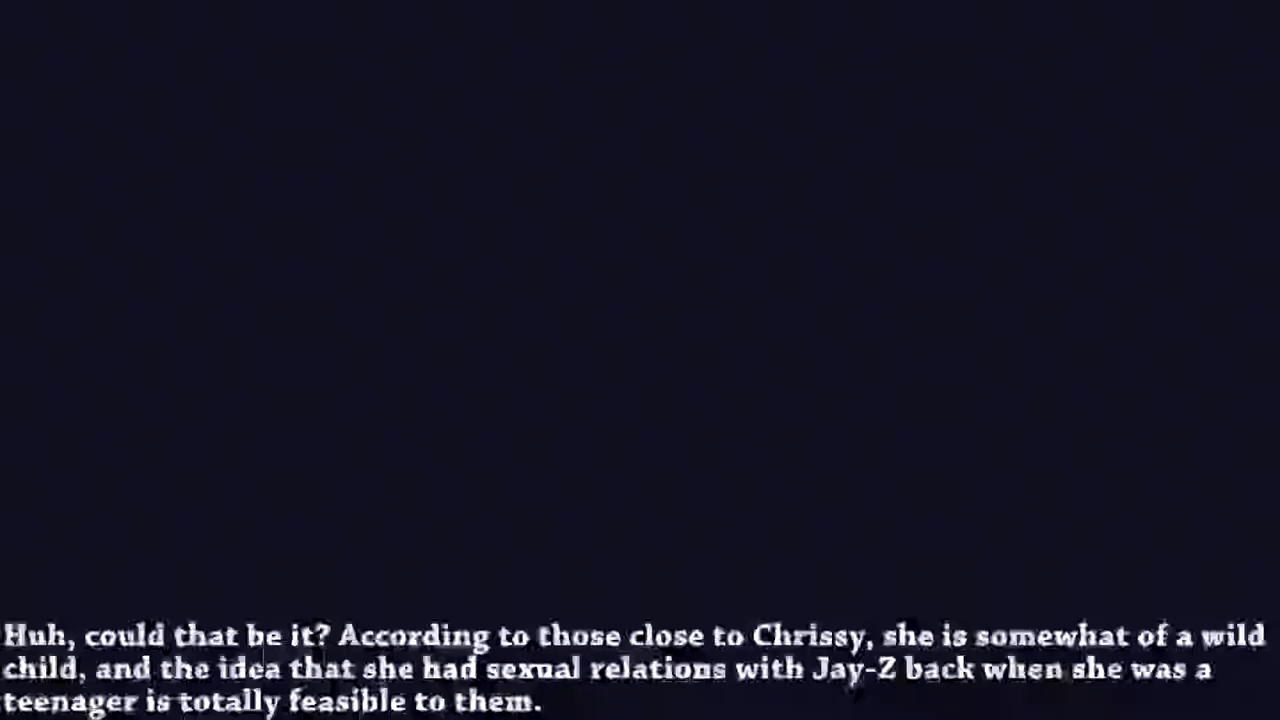 Huh, could that be it? According to those close to Chrissy, she is somewhat of a wild
child, and the idea that she had sexual relations with Jay-Z back when she was a
teenager is totally feasible to them.